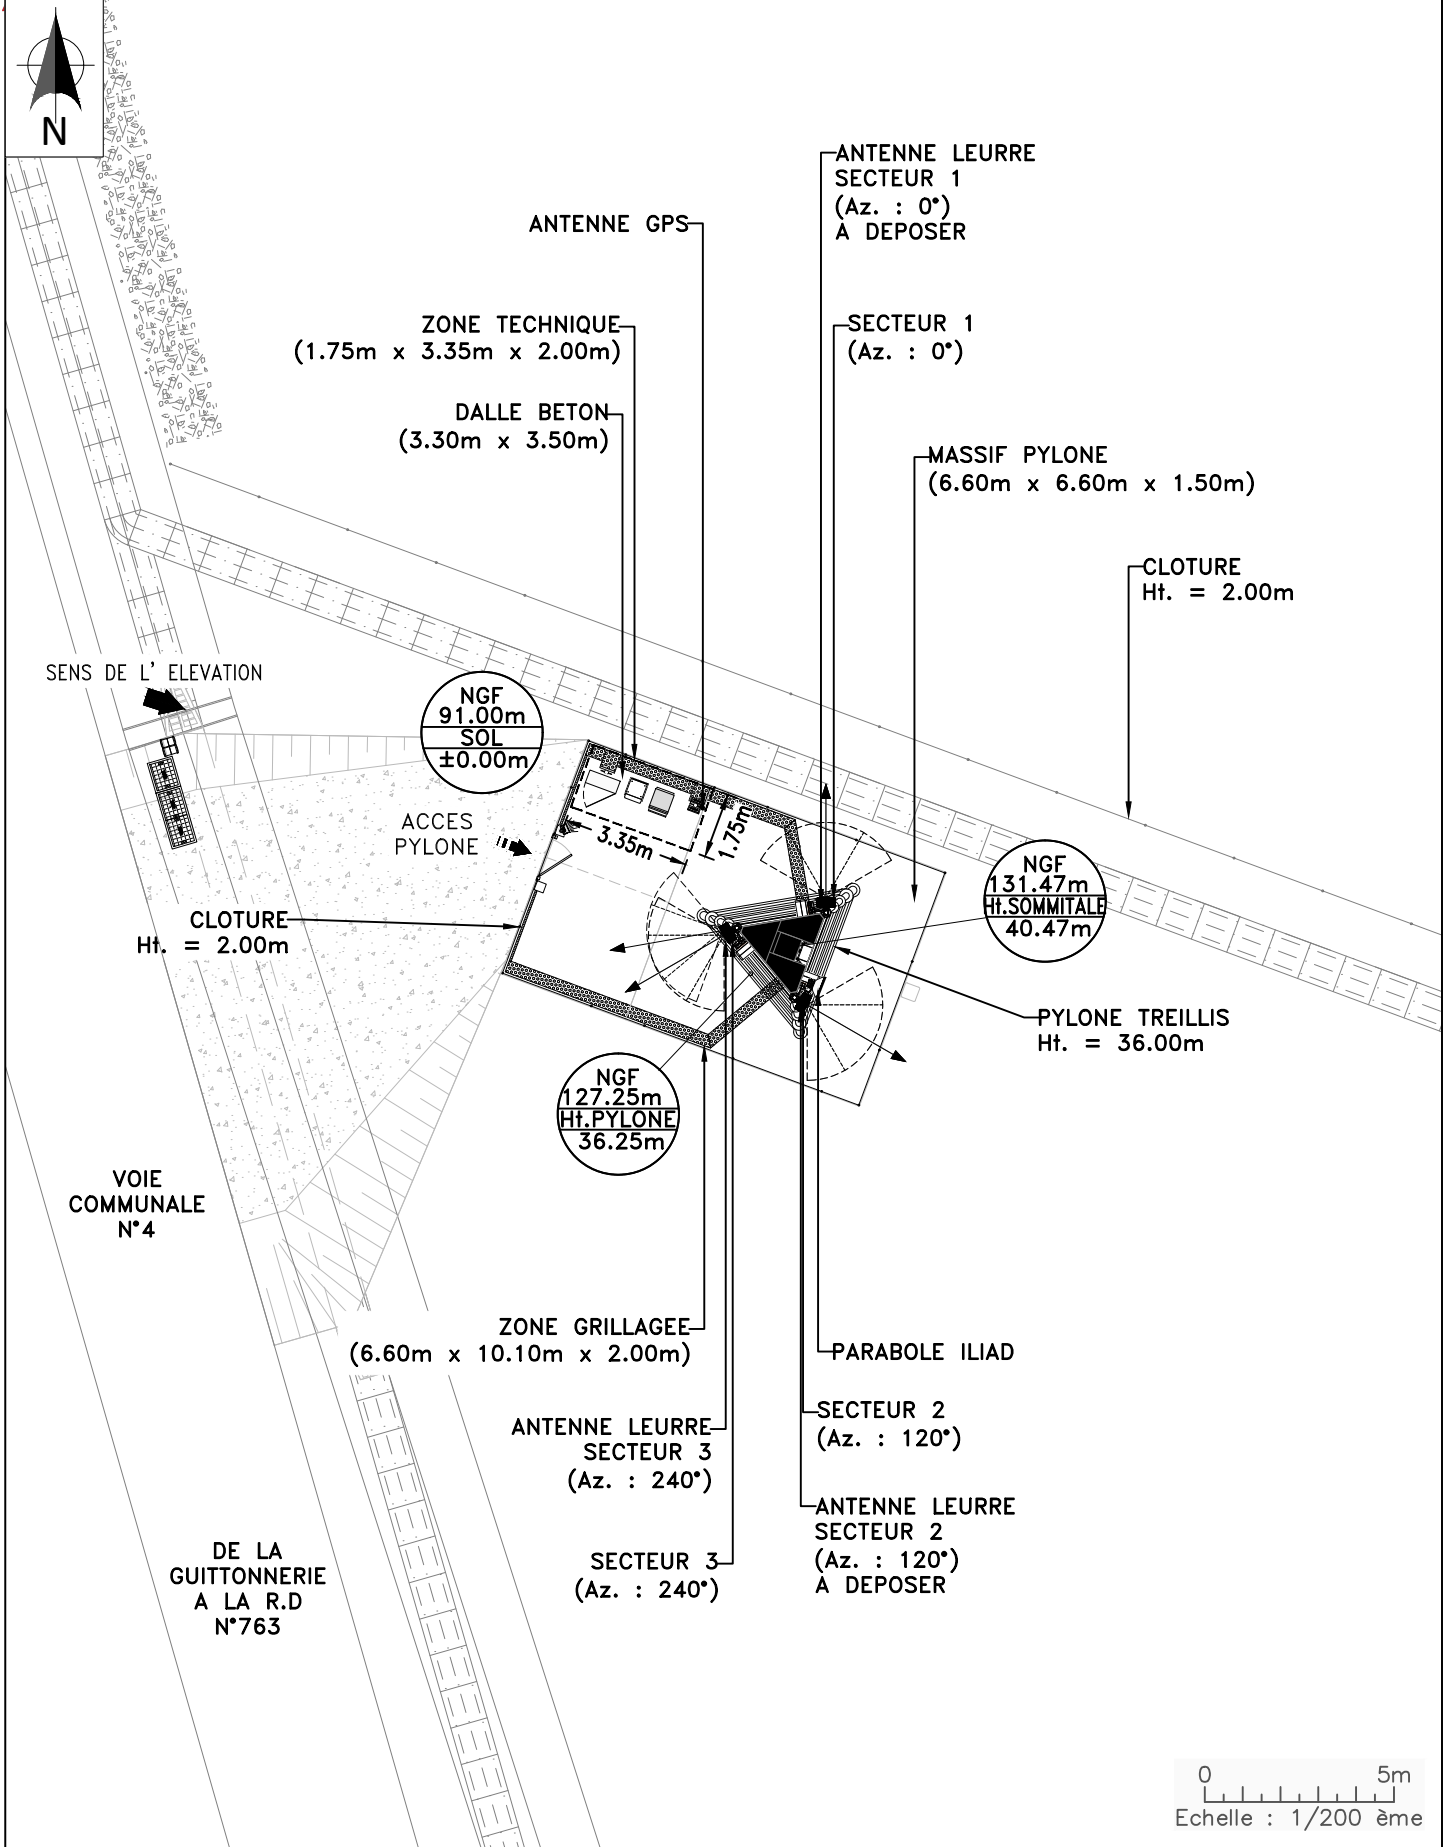 N
ANTENNE LEURRE
SECTEUR 1
(Az. : 0°)
A DEPOSER
ANTENNE GPS
ZONE TECHNIQUE
(1.75m x 3.35m x 2.00m)
SECTEUR 1
(Az. : 0°)
DALLE BETON
(3.30m x 3.50m)
MASSIF PYLONE
(6.60m x 6.60m x 1.50m)
CLOTURE
Ht. = 2.00m
SENS DE L' ELEVATION
NGF
91.00m
SOL
±0.00m
ACCES
PYLONE
3.35m
1.75m
NGF
131.47m
Ht.SOMMITALE
40.47m
CLOTURE
Ht. = 2.00m
PYLONE TREILLIS
Ht. = 36.00m
NGF
127.25m
Ht.PYLONE
36.25m
VOIE
COMMUNALE
N°4
ZONE GRILLAGEE
(6.60m x 10.10m x 2.00m)
PARABOLE ILIAD
ANTENNE LEURRE
SECTEUR 3
(Az. : 240°)
SECTEUR 2
(Az. : 120°)
ANTENNE LEURRE
SECTEUR 2
(Az. : 120°)
A DEPOSER
SECTEUR 3
(Az. : 240°)
DE LA
GUITTONNERIE
A LA R.D
N°763
0 5m
Echelle : 1/200 ème